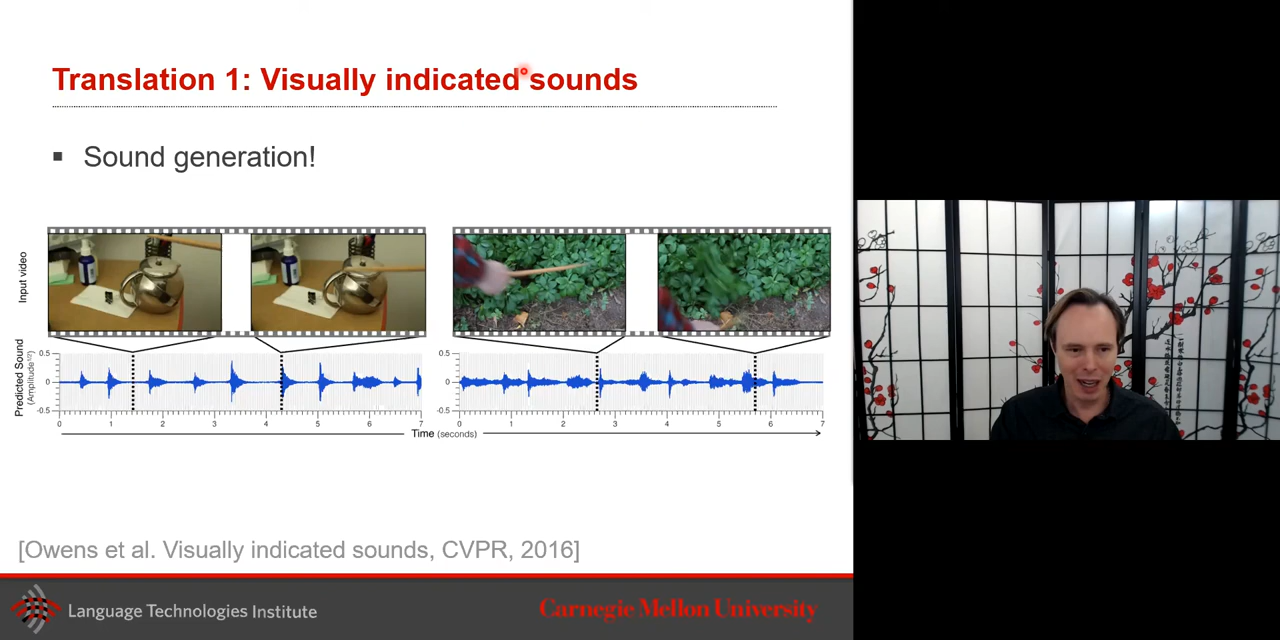 Translation 1: Visually indicated sounds
Sound generation!
Input video
Predicted Sound
(Amplitude1/2)
0.5
0
-0.5
0 1 2 3 4 5 6 7
0.5
0
-0.5
0 1 2 3 4 5 6 7
Time (seconds)
[Owens et al. Visually indicated sounds, CVPR, 2016]
Language Technologies Institute
Carnegie Mellon University